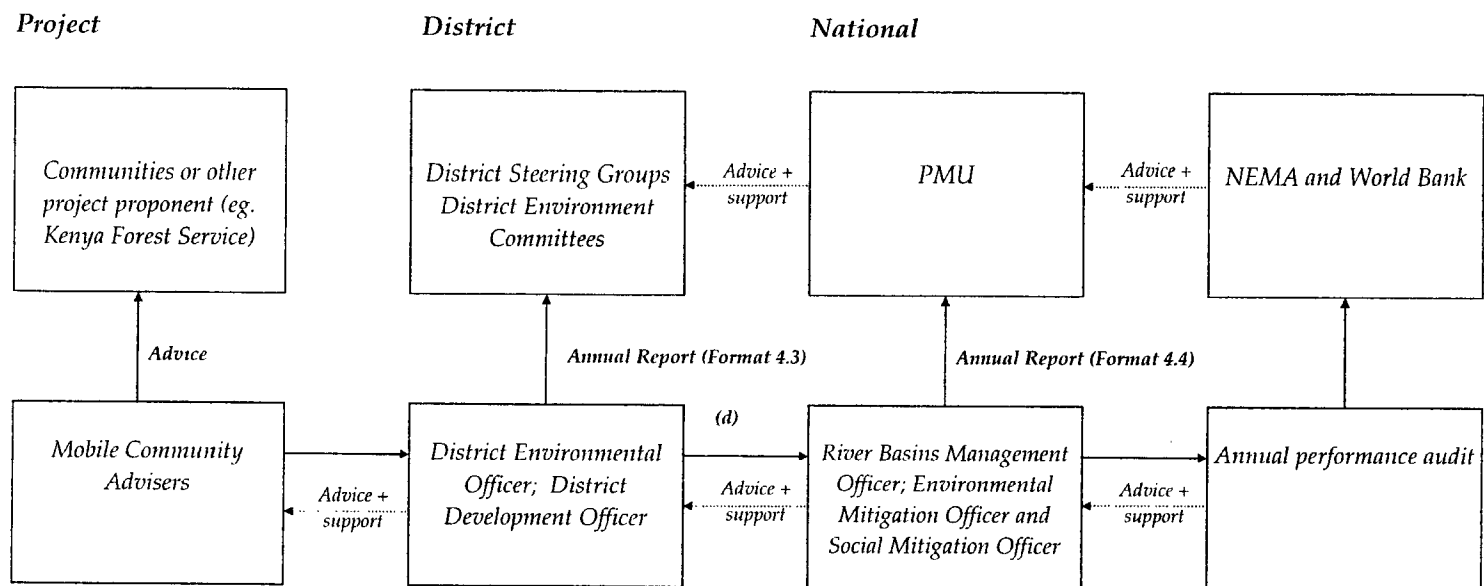 Project
District
National
Communities or other
project proponent (eg.
Kenya Forest Service)
District Steering Groups
District Environment
Committees
Advice +
support
PMU
Advice +
support
NEMA and World Bank
Advice
Annual Report (Format 4.3)
Annual Report (Format 4.4)
Mobile Community
Advisers
Advice +
support
District Environmental
Officer; District
Development Officer
(d)
Advice +
support
River Basins Management
Officer; Environmental
Mitigation Officer and
Social Mitigation Officer
Advice +
support
Annual performance audit